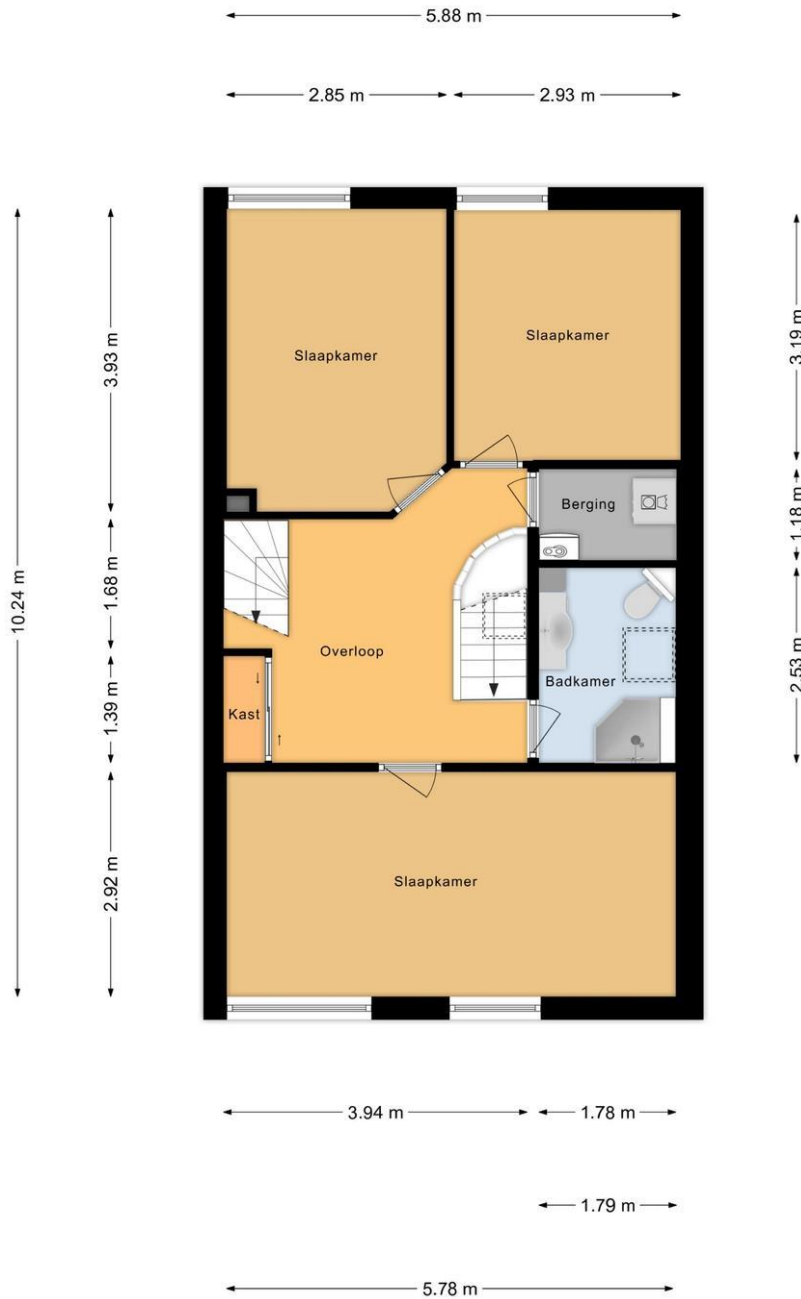 5.88 m
2.85 m
2.93 m
3.93 m
3.19 m
Slaapkamer
Slaapkamer
1.18 m
Berging
10.24 m
1.68 m
2.53 m
Overloop
Badkamer
1.39 m
Kast
2.92 m
Slaapkamer
3.94 m
1.78 m
1.79 m
5.78 m